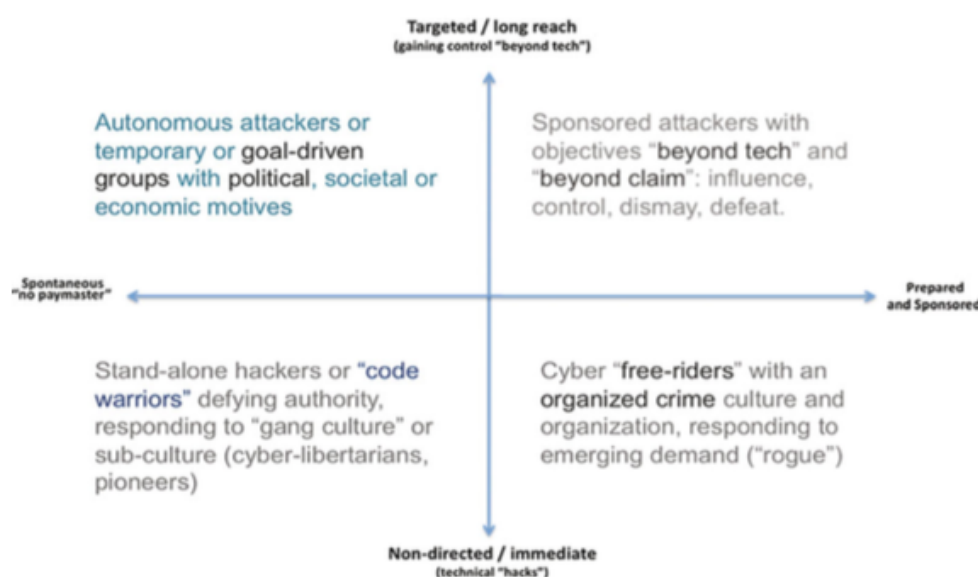 Targeted / long reach
(gaining control “beyond tech”)
Autonomous attackers or
temporary or goal-driven
groups with political, societal or
economic motives
Sponsored attackers with
objectives “beyond tech” and
“beyond claim”: influence,
control, dismay, defeat.
Spontaneous
“no paymaster”
Prepared
and Sponsored
Stand-alone hackers or “code
warriors” defying authority,
responding to “gang culture” or
sub-culture (cyber-libertarians,
pioneers)
Cyber “free-riders” with an
organized crime culture and
organization, responding to
emerging demand (“rogue”)
Non-directed / immediate
(technical “hacks”)